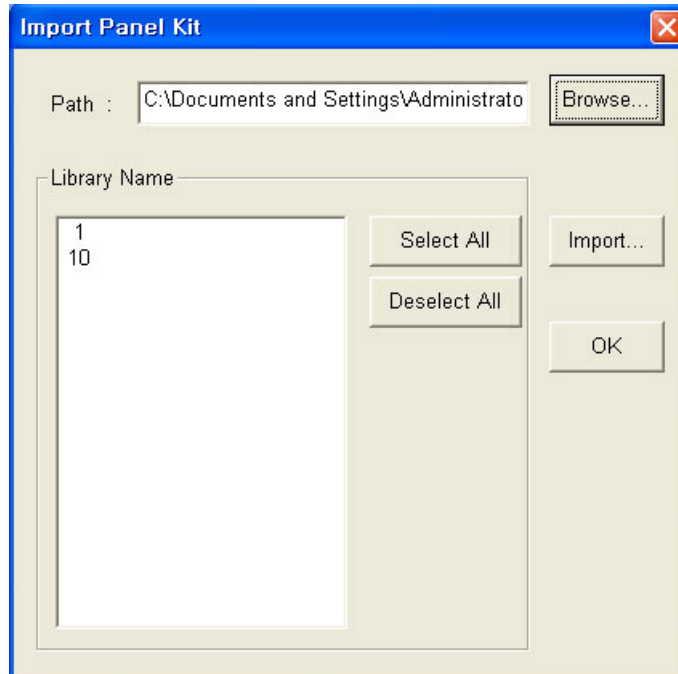 Import Panel Kit
Path : C:\Documents and Settings\Administrato Browse...
Library Name
1
10
Select All
Deselect All
Import...
OK